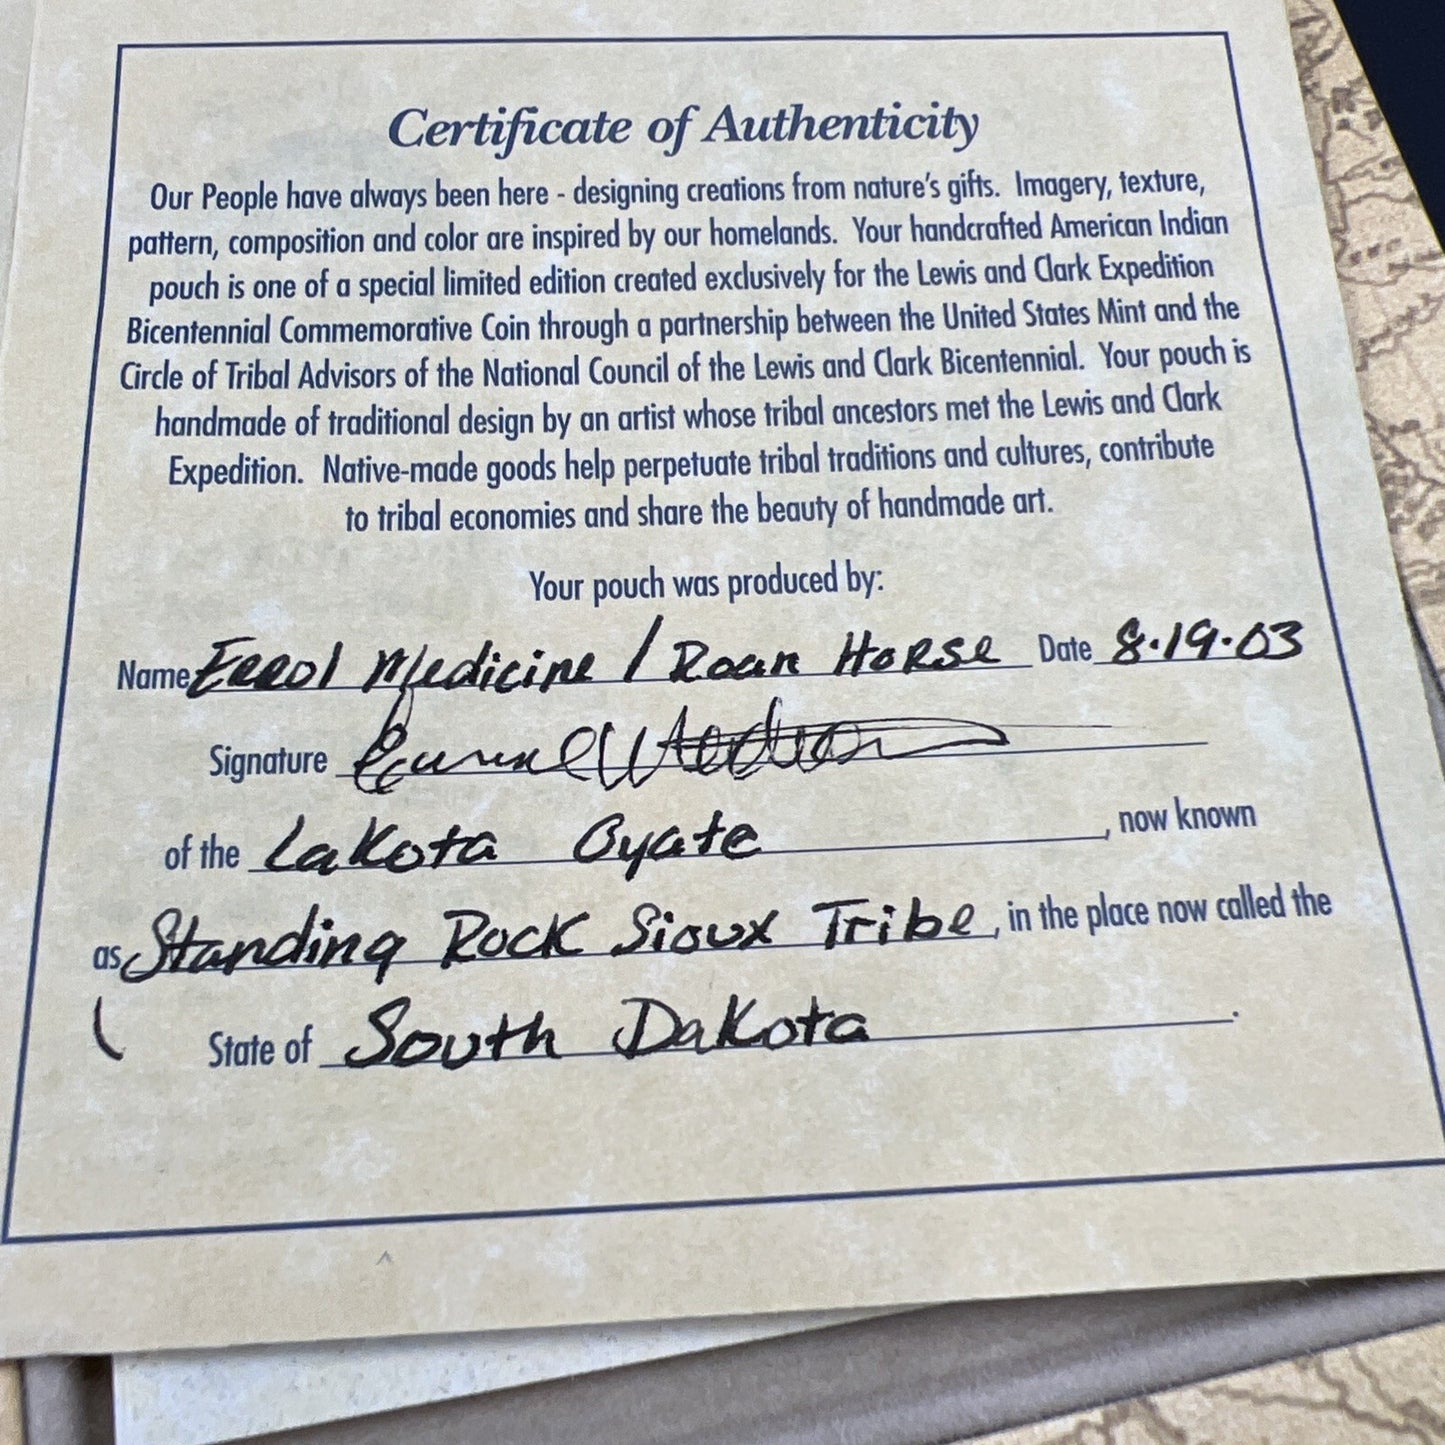 Certificate of Authenticity
Our People have always been here - designing creations from nature's gifts. Imagery, texture,
pattern, composition and color are inspired by our homelands. Your handcrafted American Indian
pouch is one of a special limited edition created exclusively for the Lewis and Clark Expedition
Bicentennial Commemorative Coin through a partnership between the United States Mint and the
Circle of Tribal Advisors of the National Council of the Lewis and Clark Bicentennial. Your pouch is
handmade of traditional design by an artist whose tribal ancestors met the Lewis and Clark
Expedition. Native-made goods help perpetuate tribal traditions and cultures, contribute
to tribal economies and share the beauty of handmade art.
Your pouch was produced by:
Name Errol Medicine / Roan Horse Date 8·19·03
Signature
of the Lakota Oyate , now known
as Standing Rock Sioux Tribe, in the place now called the
State of South Dakota .